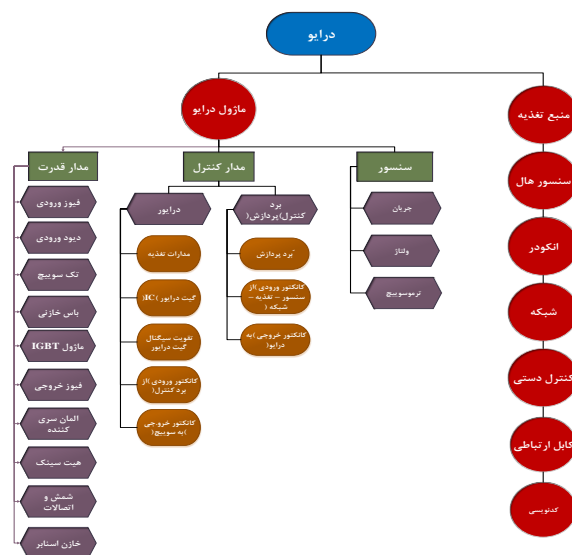 درایو
ماژول درایو
منبع تغذیه
مدار قدرت
مدار کنترل
سنسور
سنسور هال
فیوز ورودی
درایور
برد
کنترل)پردازش(
جریان
دیود ورودی
مدارات تغذیه
برد پردازش
ولتاژ
انکودر
تک سوییچ
گیت درایور )IC(
کانکتور ورودی )از
سنسور – تغذیه –
شبکه (
ترموسوییچ
شبکه
باس خازنی
ماژول IGBT
تقویت سیگنال
گیت درایور
کانکتور خروجی )به
درایو(
کنترل دستی
فیوز خروجی
کانکتور ورودی )از
برد کنترل(
المان سری
کننده
کانکتور خروجی
)به سوییچ(
کابل ارتباطی
هیت سینک
شمش و
اتصالات
کدنویسی
خازن اسنابر